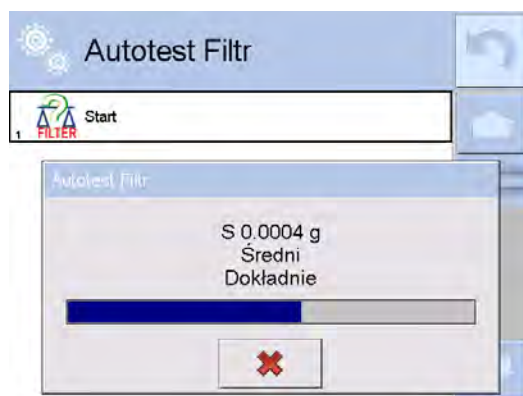 Autotest Filtr
1 FILTER Start
Autotest Filtr
S 0.0004 g
Średni
Dokładnie